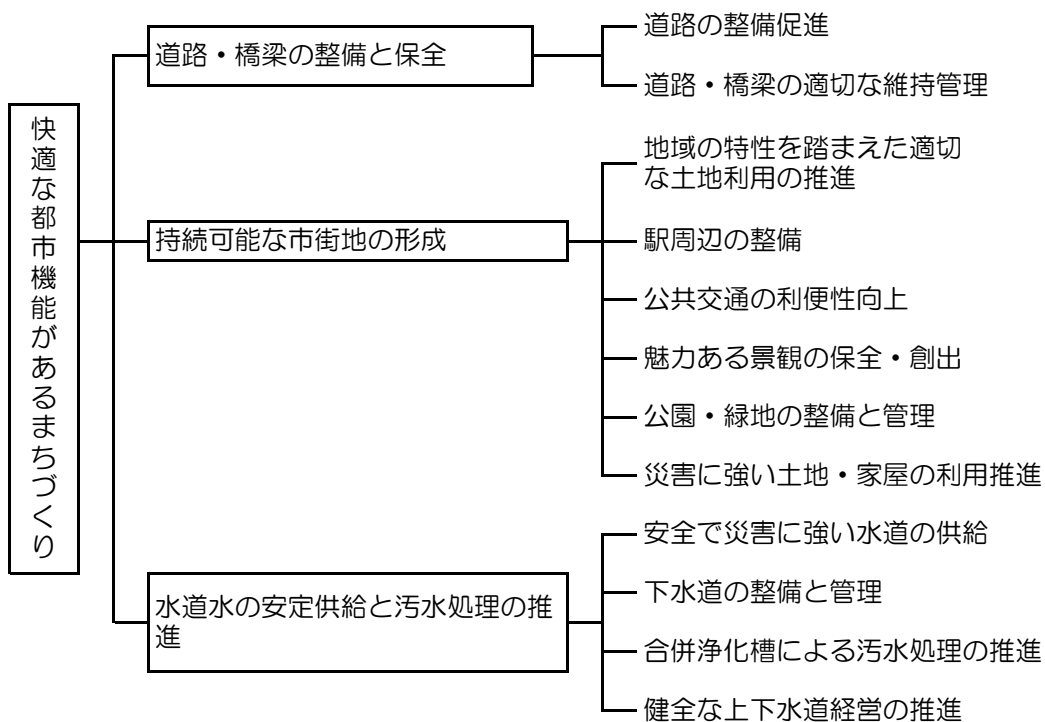 快適な都市機能があるまちづくり
道路・橋梁の整備と保全
道路の整備促進
道路・橋梁の適切な維持管理
持続可能な市街地の形成
地域の特性を踏まえた適切
な土地利用の推進
駅周辺の整備
公共交通の利便性向上
魅力ある景観の保全・創出
公園・緑地の整備と管理
災害に強い土地・家屋の利用推進
水道水の安定供給と汚水処理の推
進
安全で災害に強い水道の供給
下水道の整備と管理
合併浄化槽による汚水処理の推進
健全な上下水道経営の推進